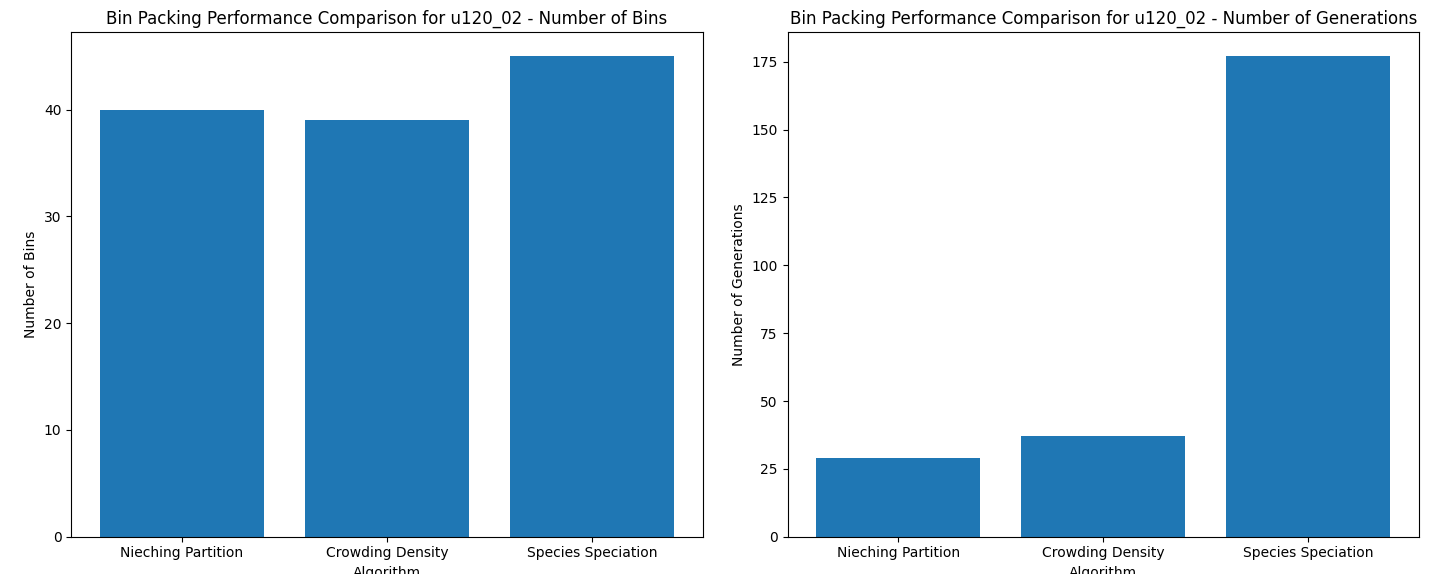 Bin Packing Performance Comparison for u120_02 - Number of Bins
Number of Bins
40
30
20
10
0
Nieching Partition
Crowding Density
Species Speciation
Algorithm
Bin Packing Performance Comparison for u120_02 - Number of Generations
Number of Generations
175
150
125
100
75
50
25
0
Nieching Partition
Crowding Density
Species Speciation
Algorithm